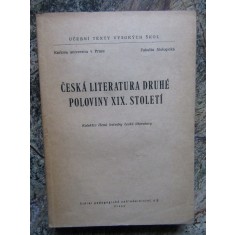 UČEBNÍ TEXTY VYSOKÝCH ŠKOL
Karlova universita v Praze
Fakulta filologická
ČESKÁ LITERATURA DRUHÉ
POLOVINY XIX. STOLETÍ
STÁTNÍ PEDAGOGICKÉ NAKLADATELSTVÍ
PRAHA